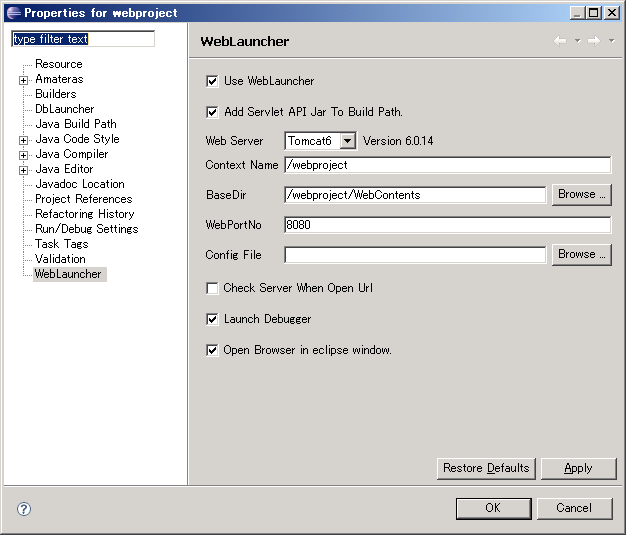 Properties for webproject
type filter text
Resource
Amateras
Builders
DbLauncher
Java Build Path
Java Code Style
Java Compiler
Java Editor
Javadoc Location
Project References
Refactoring History
Run/Debug Settings
Task Tags
Validation
WebLauncher
WebLauncher
Use WebLauncher
Add Servlet API Jar To Build Path.
Web Server Tomcat6 Version 6.0.14
Context Name /webproject
BaseDir /webproject/WebContents Browse ...
WebPortNo 8080
Config File Browse ...
Check Server When Open Url
Launch Debugger
Open Browser in eclipse window.
Restore Defaults Apply
? OK Cancel